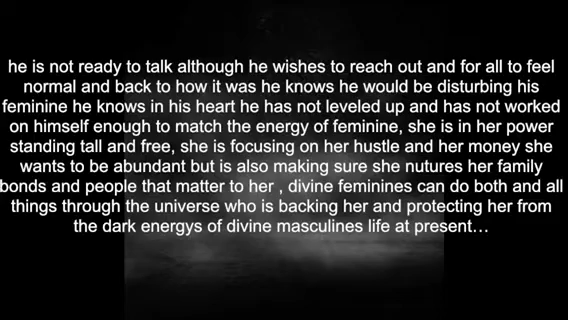 he is not ready to talk although he wishes to reach out and for all to feel
normal and back to how it was he knows he would be disturbing his
feminine he knows in his heart he has not leveled up and has not worked
on himself enough to match the energy of feminine, she is in her power
standing tall and free, she is focusing on her hustle and her money she
wants to be abundant but is also making sure she nutures her family
bonds and people that matter to her , divine feminines can do both and all
things through the universe who is backing her and protecting her from
the dark energys of divine masculines life at present…